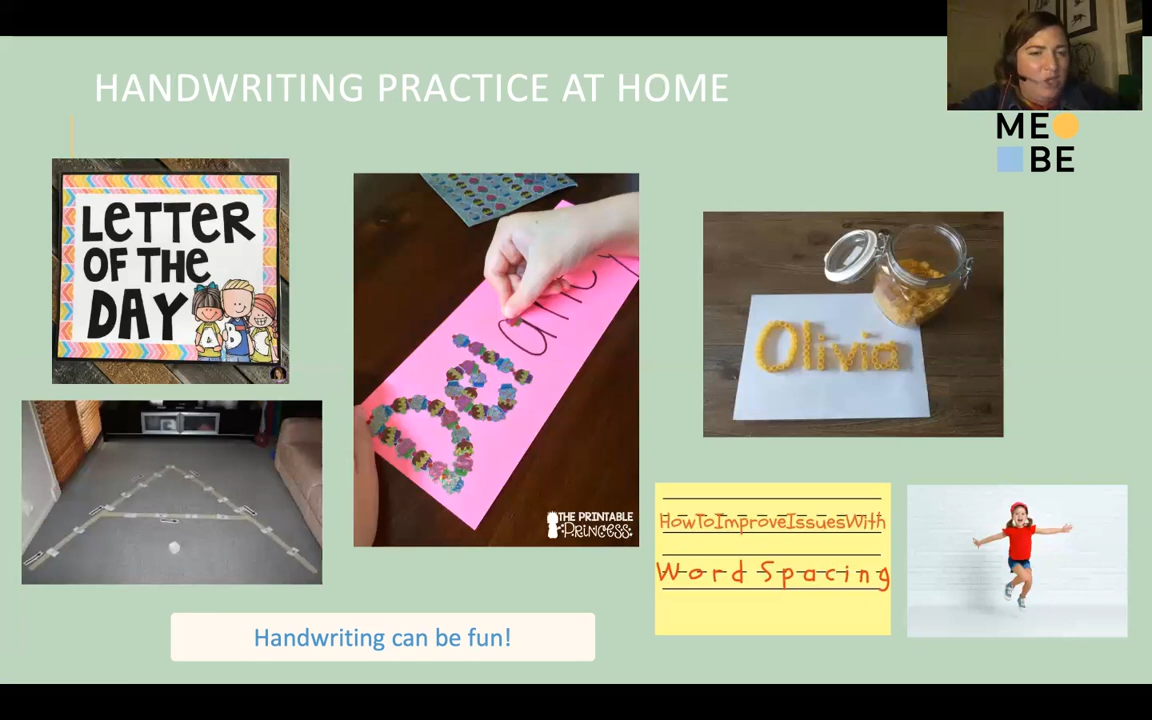 HANDWRITING PRACTICE AT HOME
ME
BE
LeTTeR
OF THe
DAY
A B C
Delaney
THE PRINTABLE
PRINCESS
Olivia
HowToImproveIssuesWith
Word Spacing
Handwriting can be fun!